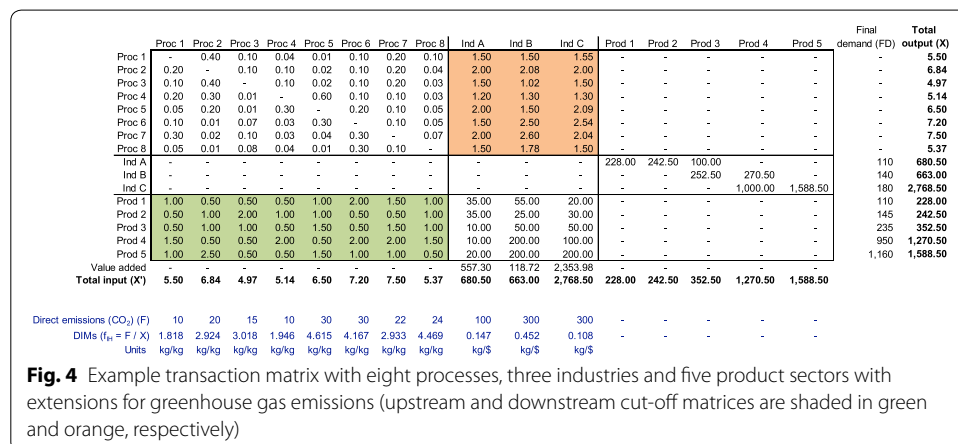 Final Total
Proc 1 Proc 2 Proc 3 Proc 4 Proc 5 Proc 6 Proc 7 Proc 8 Ind A Ind B Ind C Prod 1 Prod 2 Prod 3 Prod 4 Prod 5 demand (FD) output (X)
Proc 1 - 0.40 0.10 0.04 0.01 0.10 0.20 0.10 1.50 1.50 1.55 - - - - - - 5.50
Proc 2 0.20 - 0.10 0.10 0.02 0.10 0.20 0.04 2.00 2.08 2.00 - - - - - - 6.84
Proc 3 0.10 0.40 - 0.10 0.02 0.10 0.20 0.03 1.50 1.02 1.50 - - - - - - 4.97
Proc 4 0.20 0.30 0.01 - 0.60 0.10 0.10 0.03 1.20 1.30 1.30 - - - - - - 5.14
Proc 5 0.05 0.20 0.01 0.30 - 0.20 0.10 0.05 2.00 1.50 2.09 - - - - - - 6.50
Proc 6 0.10 0.01 0.07 0.03 0.30 - 0.10 0.05 1.50 2.50 2.54 - - - - - - 7.20
Proc 7 0.30 0.02 0.10 0.03 0.04 0.30 - 0.07 2.00 2.60 2.04 - - - - - - 7.50
Proc 8 0.05 0.01 0.08 0.04 0.01 0.30 0.10 - 1.50 1.78 1.50 - - - - - - 5.37
Ind A - - - - - - - - - - - 228.00 242.50 100.00 - - 110 680.50
Ind B - - - - - - - - - - - - - 252.50 270.50 - 140 663.00
Ind C - - - - - - - - - - - - - - 1,000.00 1,588.50 180 2,768.50
Prod 1 1.00 0.50 0.50 0.50 1.00 2.00 1.50 1.00 35.00 55.00 20.00 - - - - - 110 228.00
Prod 2 0.50 1.00 2.00 1.00 1.00 0.50 0.50 1.00 35.00 25.00 30.00 - - - - - 145 242.50
Prod 3 0.50 1.00 1.00 0.50 1.50 0.50 1.50 1.00 10.00 50.00 50.00 - - - - - 235 352.50
Prod 4 1.50 0.50 0.50 2.00 0.50 2.00 2.00 1.50 10.00 200.00 100.00 - - - - - 950 1,270.50
Prod 5 1.00 2.50 0.50 0.50 1.50 1.00 1.00 0.50 20.00 200.00 200.00 - - - - - 1,160 1,588.50
Value added - - - - - - - - 557.30 118.72 2,353.98 - - - - -
Total input (X') 5.50 6.84 4.97 5.14 6.50 7.20 7.50 5.37 680.50 663.00 2,768.50 228.00 242.50 352.50 1,270.50 1,588.50
Direct emissions (CO₂) (F) 10 20 15 10 30 30 22 24 100 300 300 - - - - -
DIMs (fIH = F / X) 1.818 2.924 3.018 1.946 4.615 4.167 2.933 4.469 0.147 0.452 0.108 - - - - -
Units kg/kg kg/kg kg/kg kg/kg kg/kg kg/kg kg/kg kg/kg kg/$ kg/$ kg/$ - - - - -
Fig. 4 Example transaction matrix with eight processes, three industries and five product sectors with
extensions for greenhouse gas emissions (upstream and downstream cut-off matrices are shaded in green
and orange, respectively)